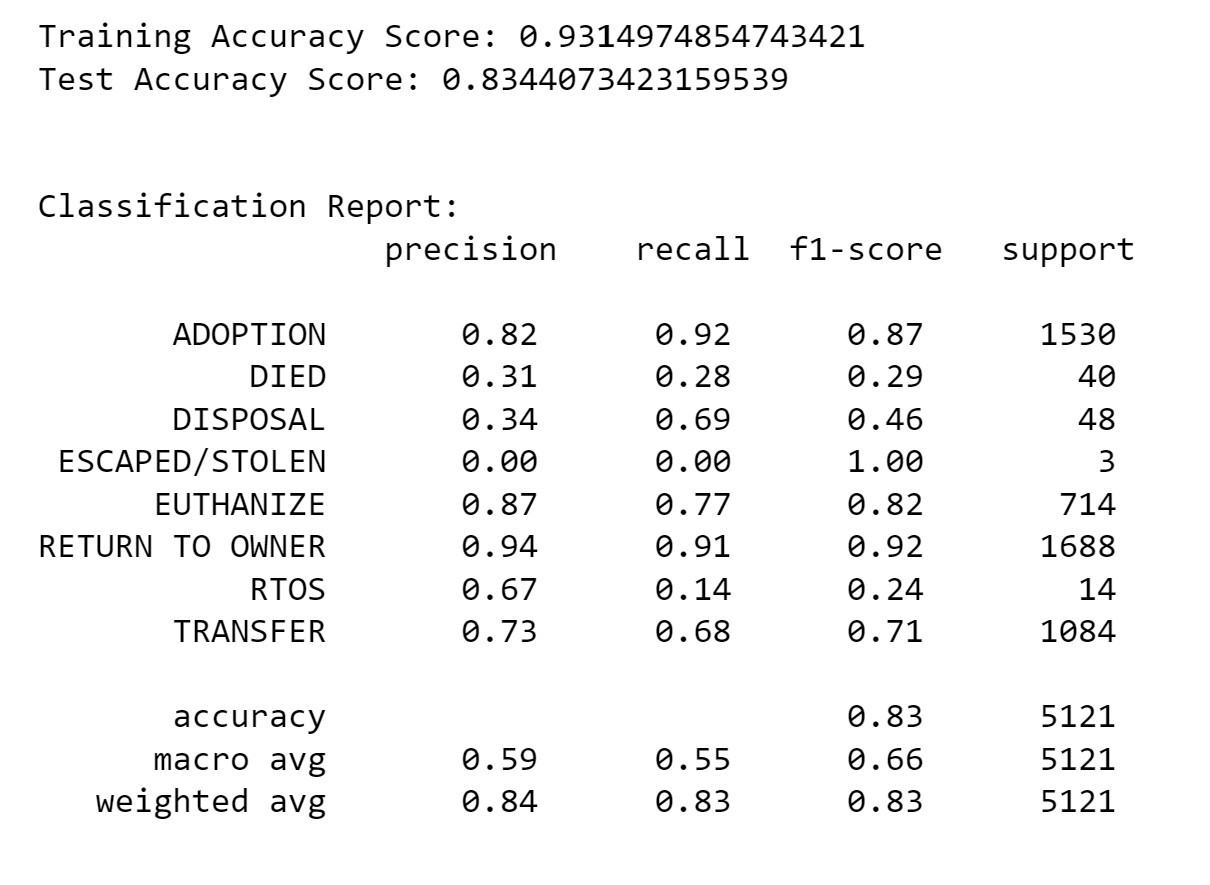 Training Accuracy Score: 0.9314974854743421
Test Accuracy Score: 0.8344073423159539
Classification Report:
precision recall f1-score support
ADOPTION 0.82 0.92 0.87 1530
DIED 0.31 0.28 0.29 40
DISPOSAL 0.34 0.69 0.46 48
ESCAPED/STOLEN 0.00 0.00 1.00 3
EUTHANIZE 0.87 0.77 0.82 714
RETURN TO OWNER 0.94 0.91 0.92 1688
RTOS 0.67 0.14 0.24 14
TRANSFER 0.73 0.68 0.71 1084
accuracy 0.83 5121
macro avg 0.59 0.55 0.66 5121
weighted avg 0.84 0.83 0.83 5121